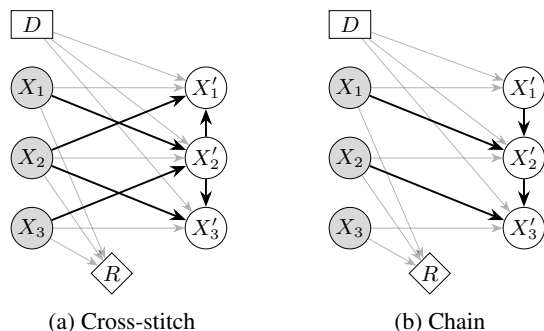 D
D
X₁
X′₁
X₁
X′₁
X₂
X′₂
X₂
X′₂
X₃
X′₃
X₃
X′₃
R
R
(a) Cross-stitch
(b) Chain